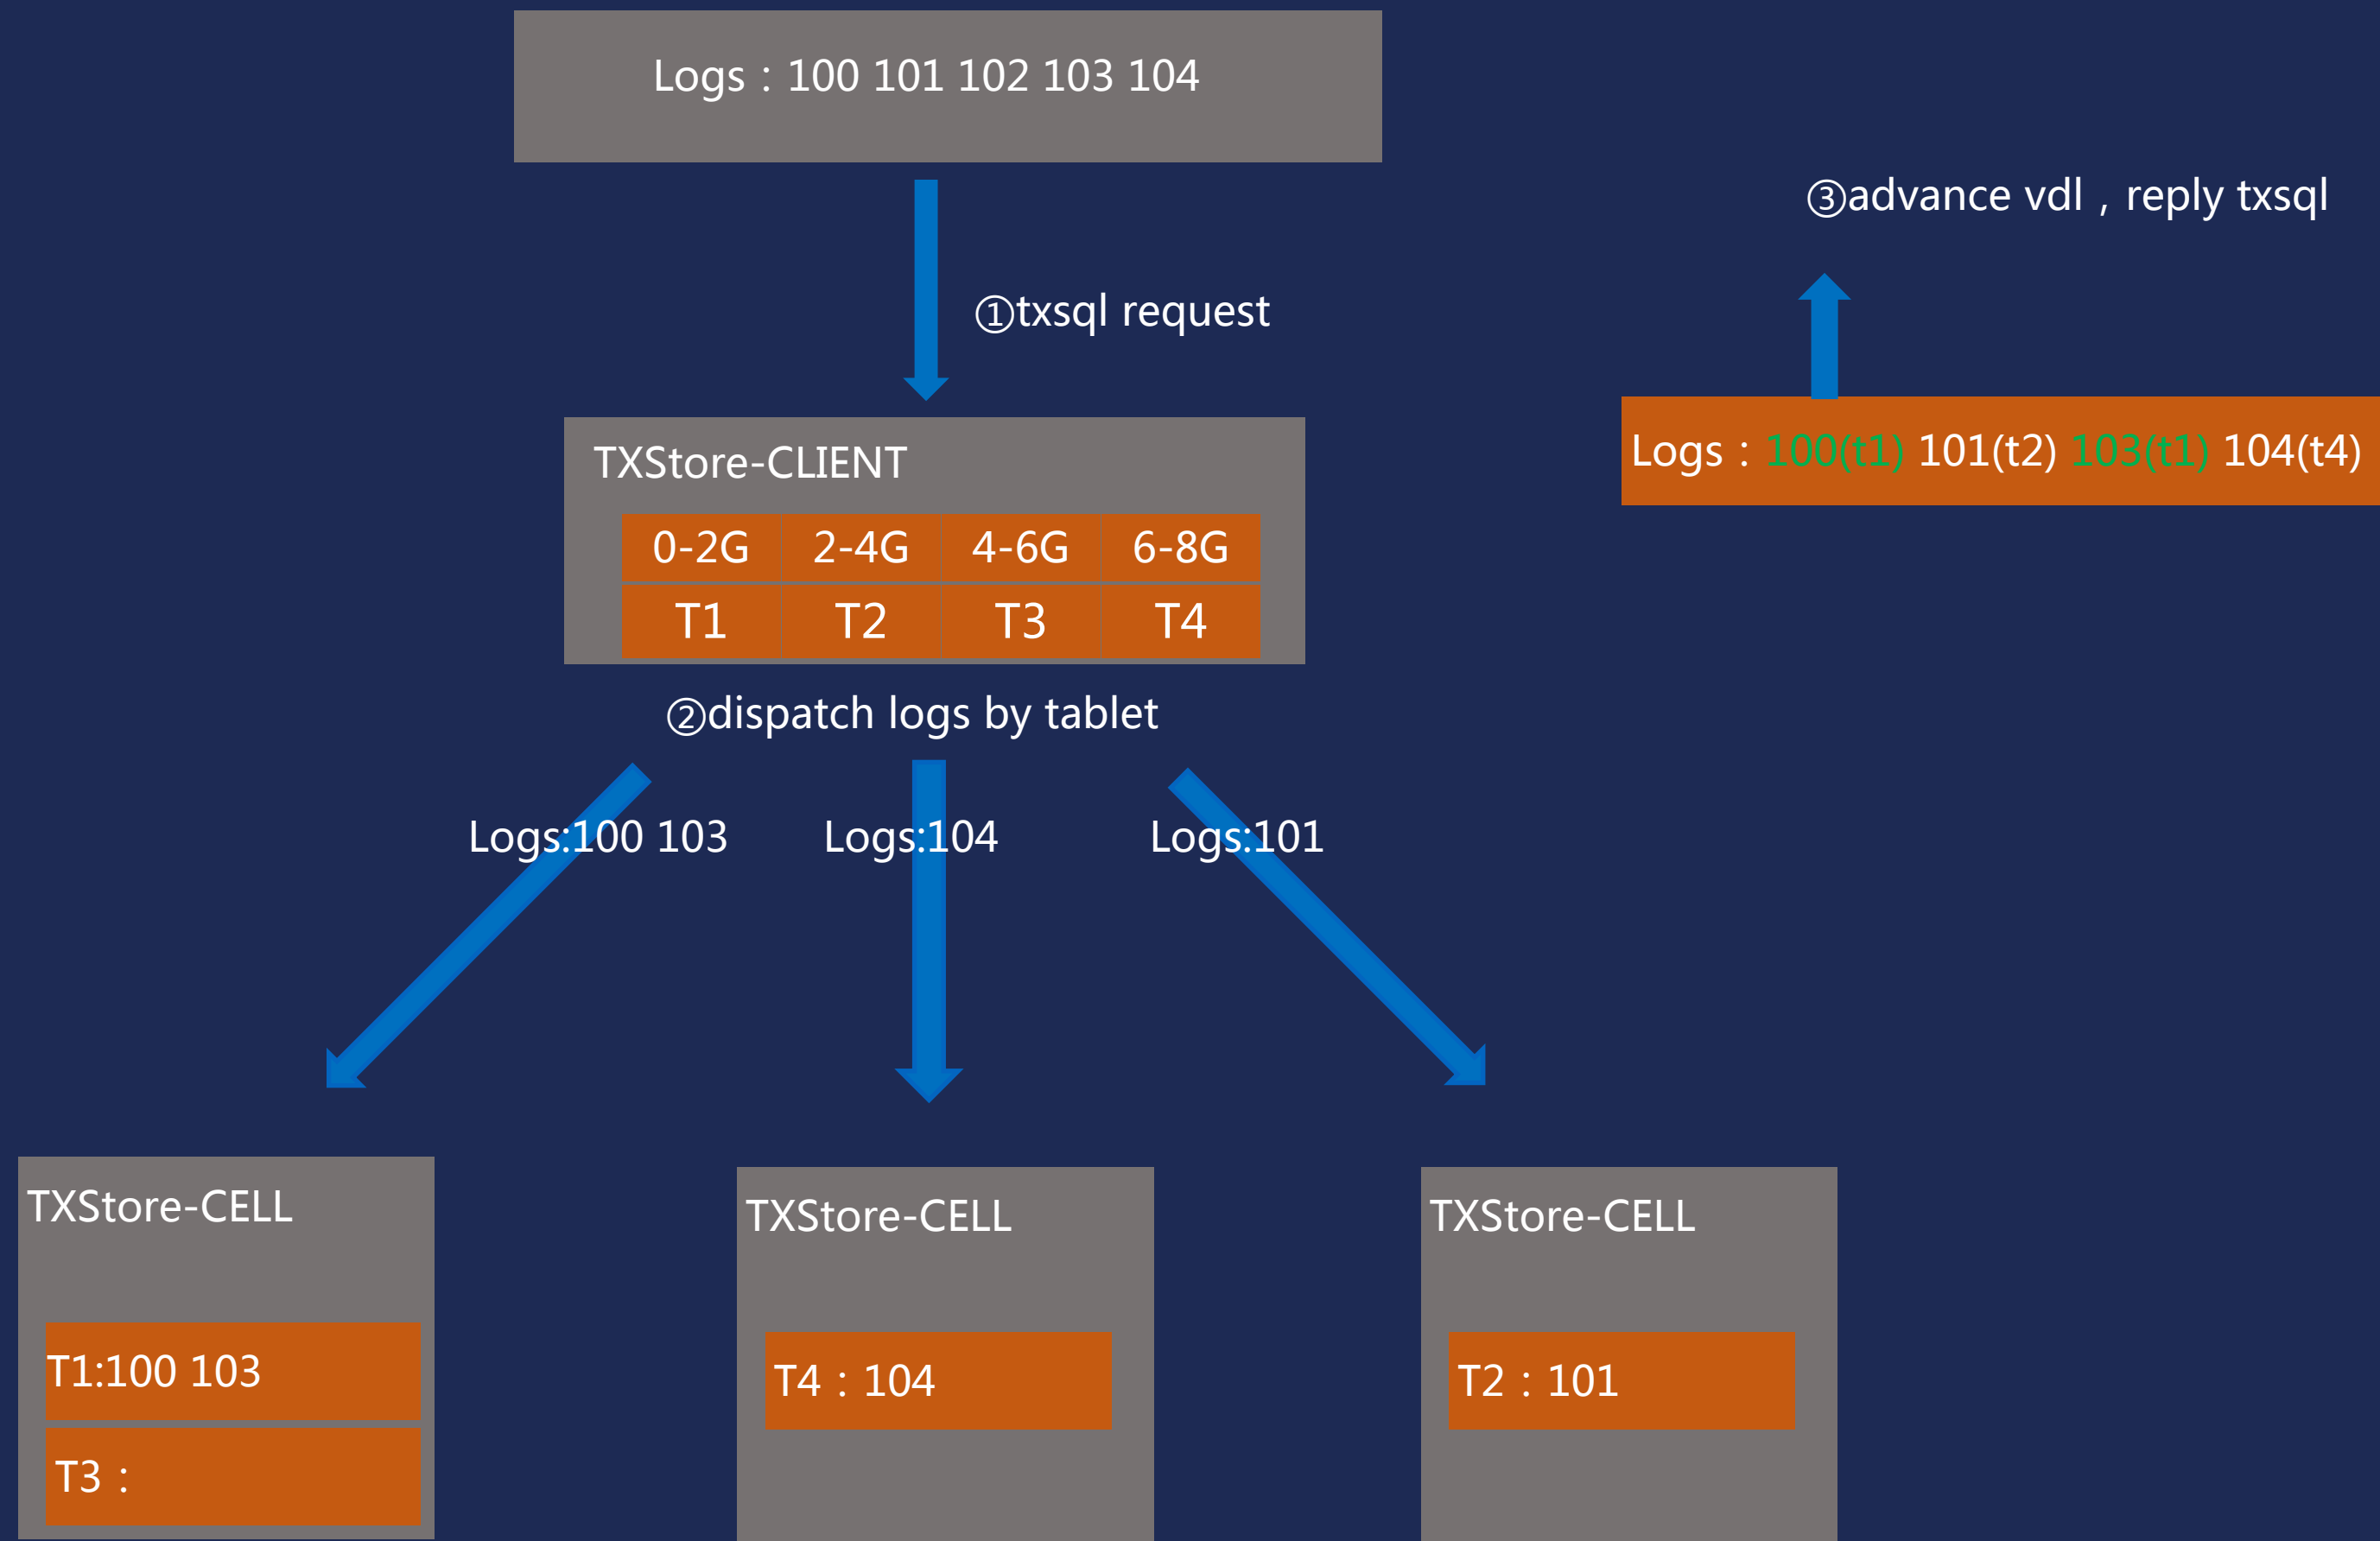 Logs：100 101 102 103 104
③advance vdl，reply txsql
①txsql request
Logs：100(t1) 101(t2) 103(t1) 104(t4)
TXStore-CLIENT
0-2G 2-4G 4-6G 6-8G
T1 T2 T3 T4
②dispatch logs by tablet
Logs:100 103
Logs:104
Logs:101
TXStore-CELL
T1:100 103
T3：
TXStore-CELL
T4：104
TXStore-CELL
T2：101